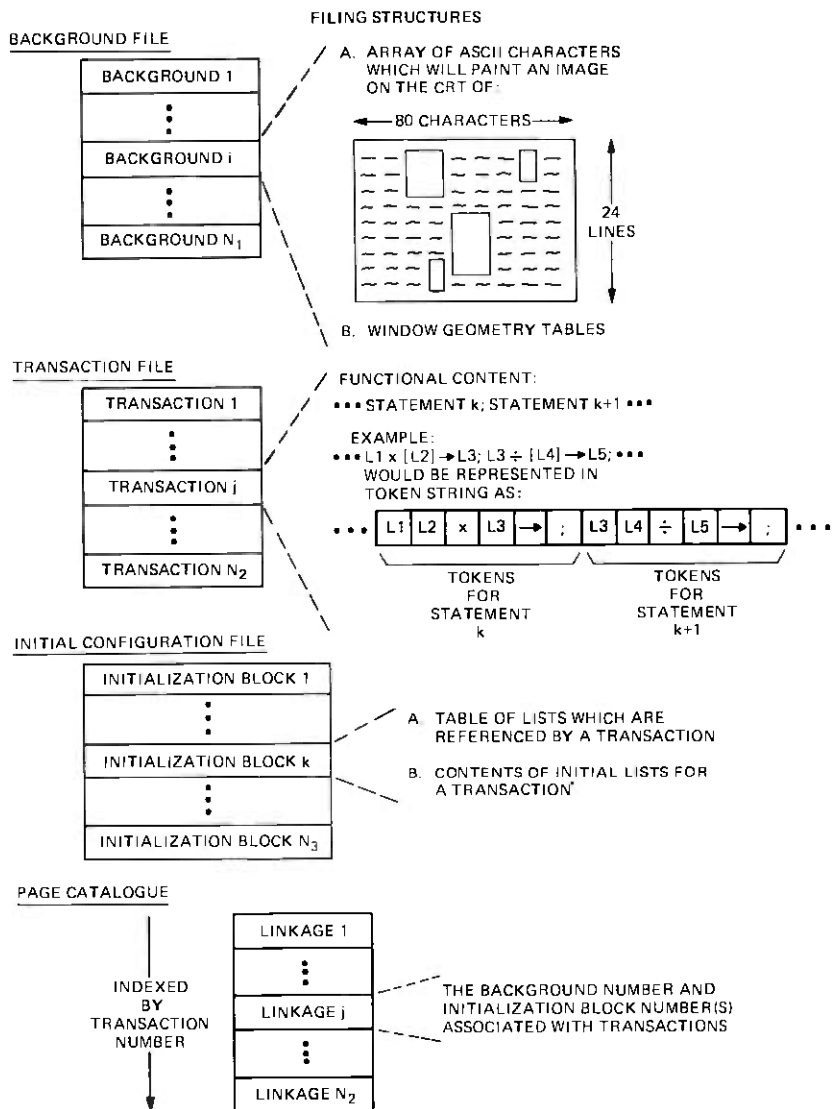 FILING STRUCTURES
BACKGROUND FILE
BACKGROUND 1
BACKGROUND i
BACKGROUND N1
A. ARRAY OF ASCII CHARACTERS
WHICH WILL PAINT AN IMAGE
ON THE CRT OF:
80 CHARACTERS
24
LINES
B. WINDOW GEOMETRY TABLES
TRANSACTION FILE
TRANSACTION 1
TRANSACTION j
TRANSACTION N2
FUNCTIONAL CONTENT:
••• STATEMENT k; STATEMENT k+1 •••
EXAMPLE:
••• L1 x [L2] → L3; L3 ÷ [L4] → L5; •••
WOULD BE REPRESENTED IN
TOKEN STRING AS:
••• L1 L2 x L3 → ; L3 L4 ÷ L5 → ; •••
TOKENS
FOR
STATEMENT
k
TOKENS
FOR
STATEMENT
k+1
INITIAL CONFIGURATION FILE
INITIALIZATION BLOCK 1
INITIALIZATION BLOCK k
INITIALIZATION BLOCK N3
A. TABLE OF LISTS WHICH ARE
REFERENCED BY A TRANSACTION
B. CONTENTS OF INITIAL LISTS FOR
A TRANSACTION*
PAGE CATALOGUE
INDEXED
BY
TRANSACTION
NUMBER
LINKAGE 1
LINKAGE j
LINKAGE N2
THE BACKGROUND NUMBER AND
INITIALIZATION BLOCK NUMBER(S)
ASSOCIATED WITH TRANSACTIONS